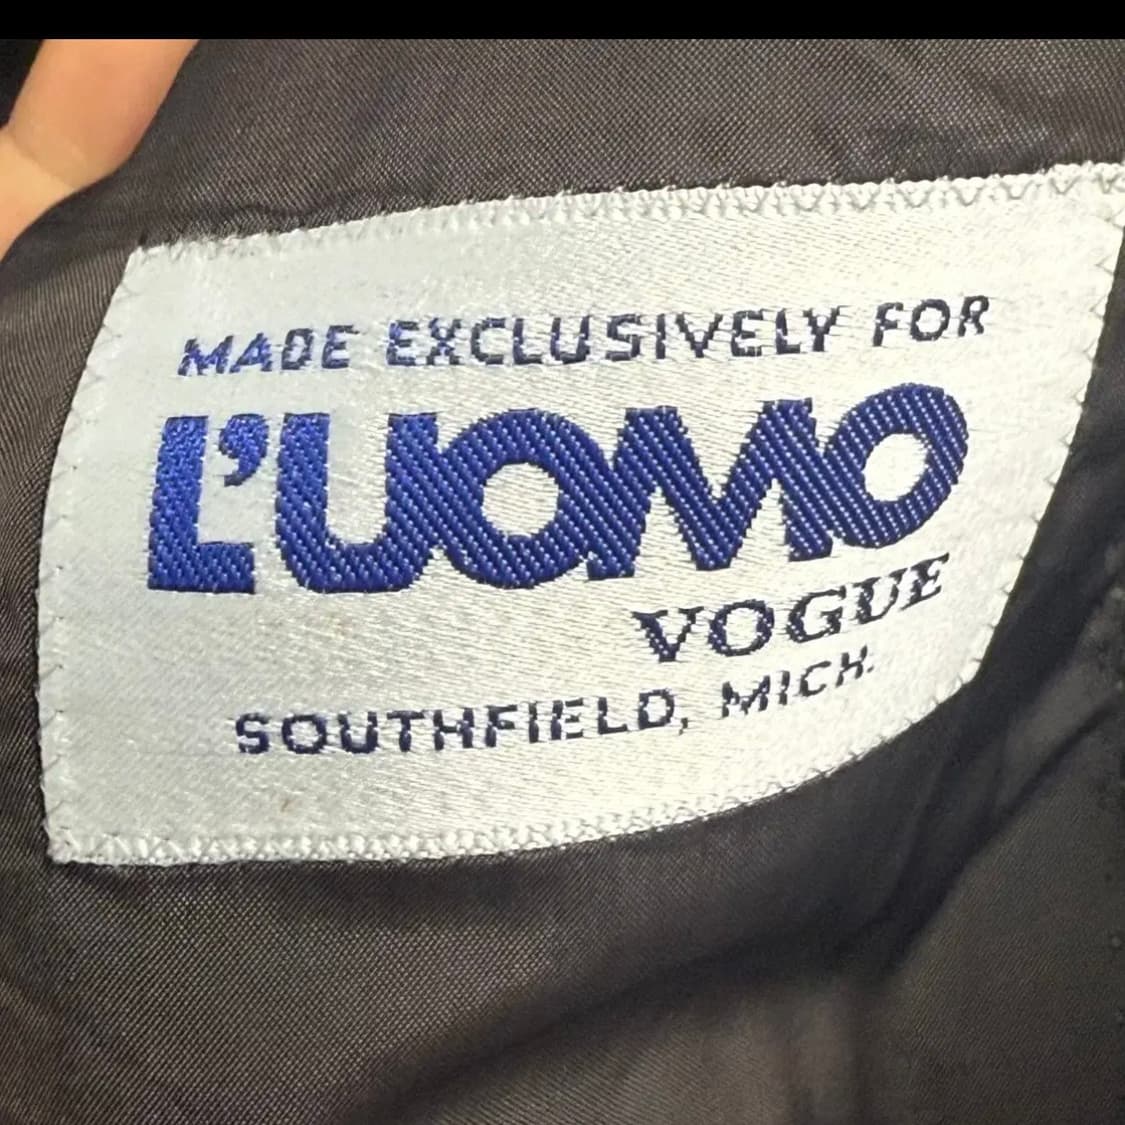 MADE EXCLUSIVELY FOR
L'UOMO
VOGUE
SOUTHFIELD, MICH.